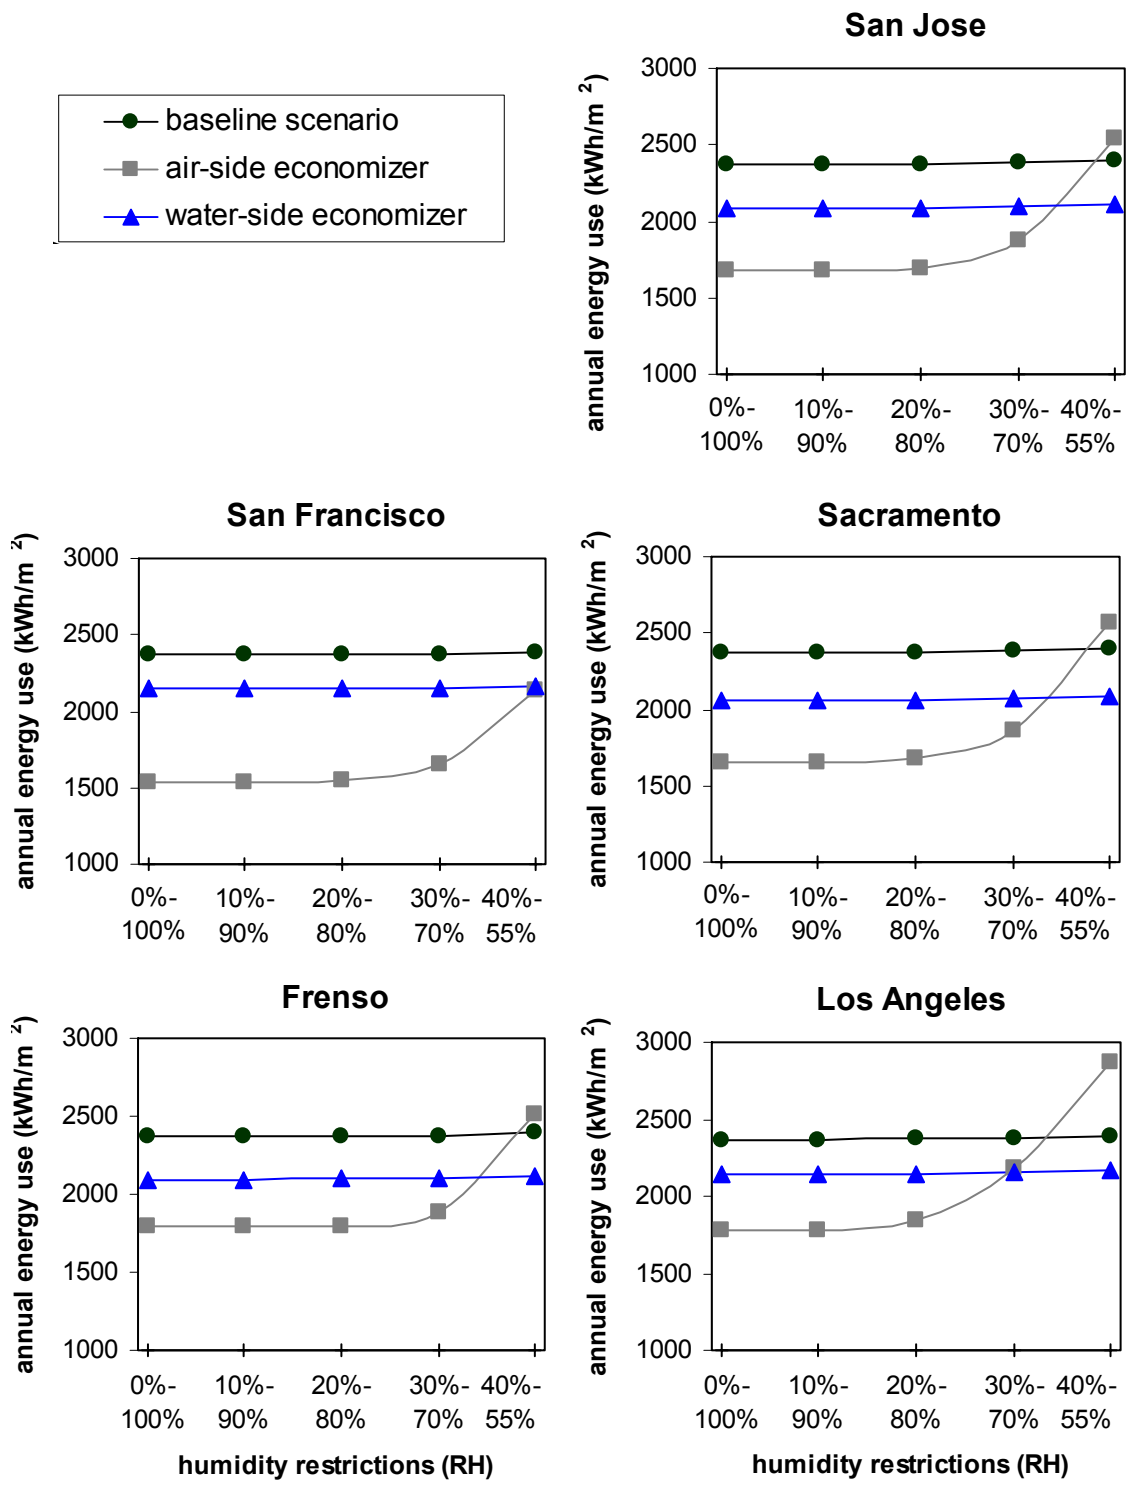 San Jose
baseline scenario
air-side economizer
water-side economizer
annual energy use (kWh/m 2)
3000
2500
2000
1500
1000
0%- 10%- 20%- 30%- 40%-
100% 90% 80% 70% 55%
San Francisco
annual energy use (kWh/m 2)
3000
2500
2000
1500
1000
0%- 10%- 20%- 30%- 40%-
100% 90% 80% 70% 55%
Sacramento
annual energy use (kWh/m 2)
3000
2500
2000
1500
1000
0%- 10%- 20%- 30%- 40%-
100% 90% 80% 70% 55%
Frenso
annual energy use (kWh/m 2)
3000
2500
2000
1500
1000
0%- 10%- 20%- 30%- 40%-
100% 90% 80% 70% 55%
humidity restrictions (RH)
Los Angeles
annual energy use (kWh/m 2)
3000
2500
2000
1500
1000
0%- 10%- 20%- 30%- 40%-
100% 90% 80% 70% 55%
humidity restrictions (RH)